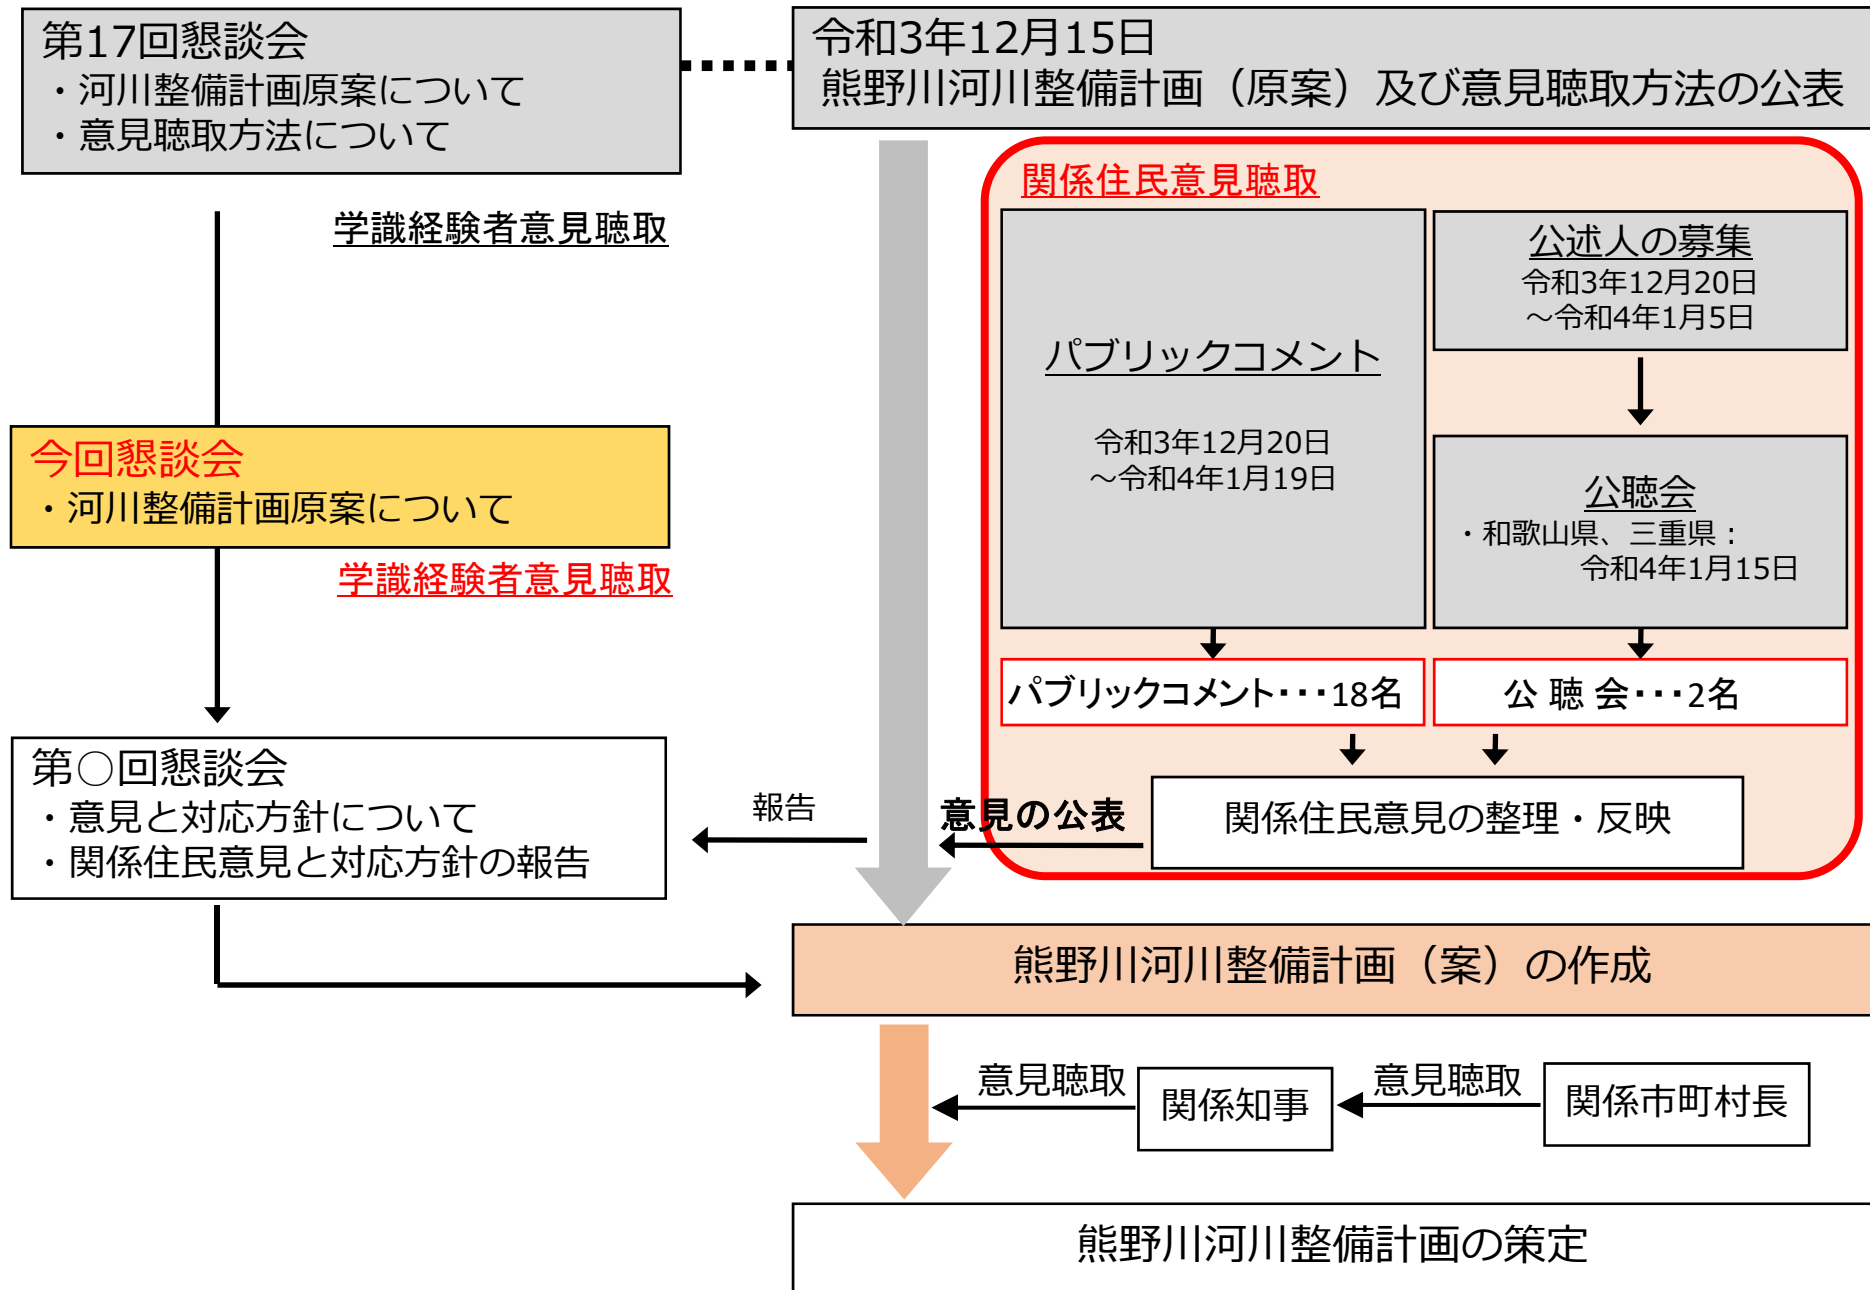 第17回懇談会
・河川整備計画原案について
・意見聴取方法について
令和3年12月15日
熊野川河川整備計画（原案）及び意見聴取方法の公表
学識経験者意見聴取
関係住民意見聴取
パブリックコメント
令和3年12月20日
～令和4年1月19日
公述人の募集
令和3年12月20日
～令和4年1月5日
公聴会
・和歌山県、三重県：
令和4年1月15日
今回懇談会
・河川整備計画原案について
学識経験者意見聴取
パブリックコメント・・・18名
公 聴 会・・・2名
第○回懇談会
・意見と対応方針について
・関係住民意見と対応方針の報告
報告
意見の公表
関係住民意見の整理・反映
熊野川河川整備計画（案）の作成
意見聴取
関係知事
意見聴取
関係市町村長
熊野川河川整備計画の策定